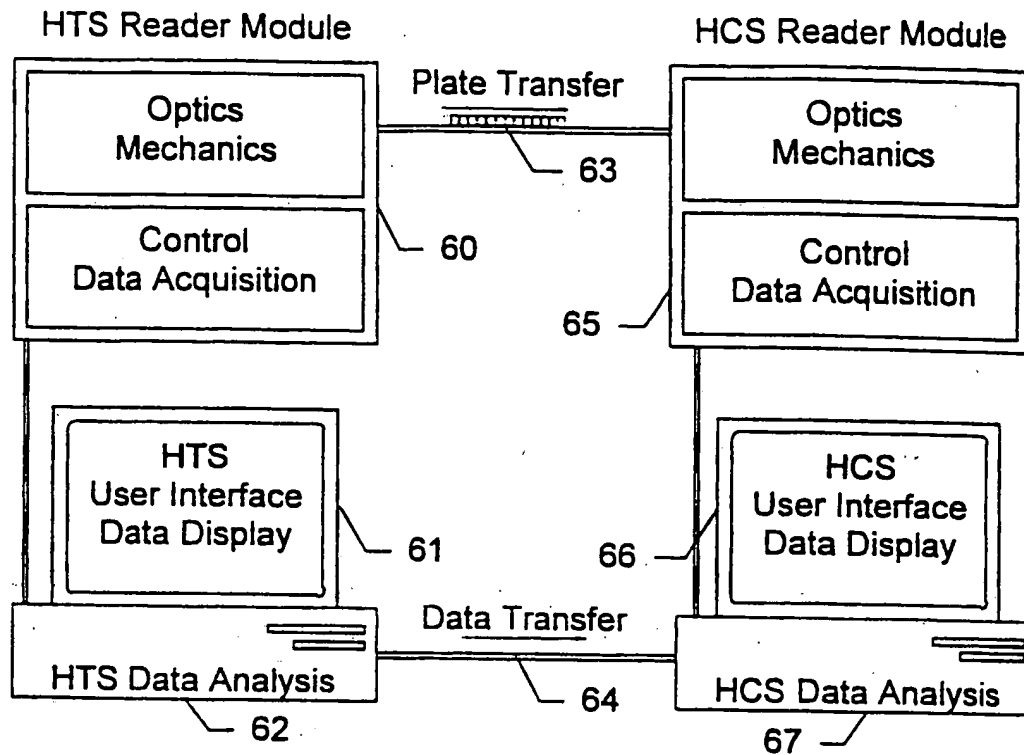 HTS Reader Module
HCS Reader Module
Plate Transfer
Optics
Mechanics
63
Optics
Mechanics
Control
Data Acquisition
60
Control
Data Acquisition
65
HTS
User Interface
Data Display
61
HCS
User Interface
Data Display
66
Data Transfer
HTS Data Analysis
64
HCS Data Analysis
62
67